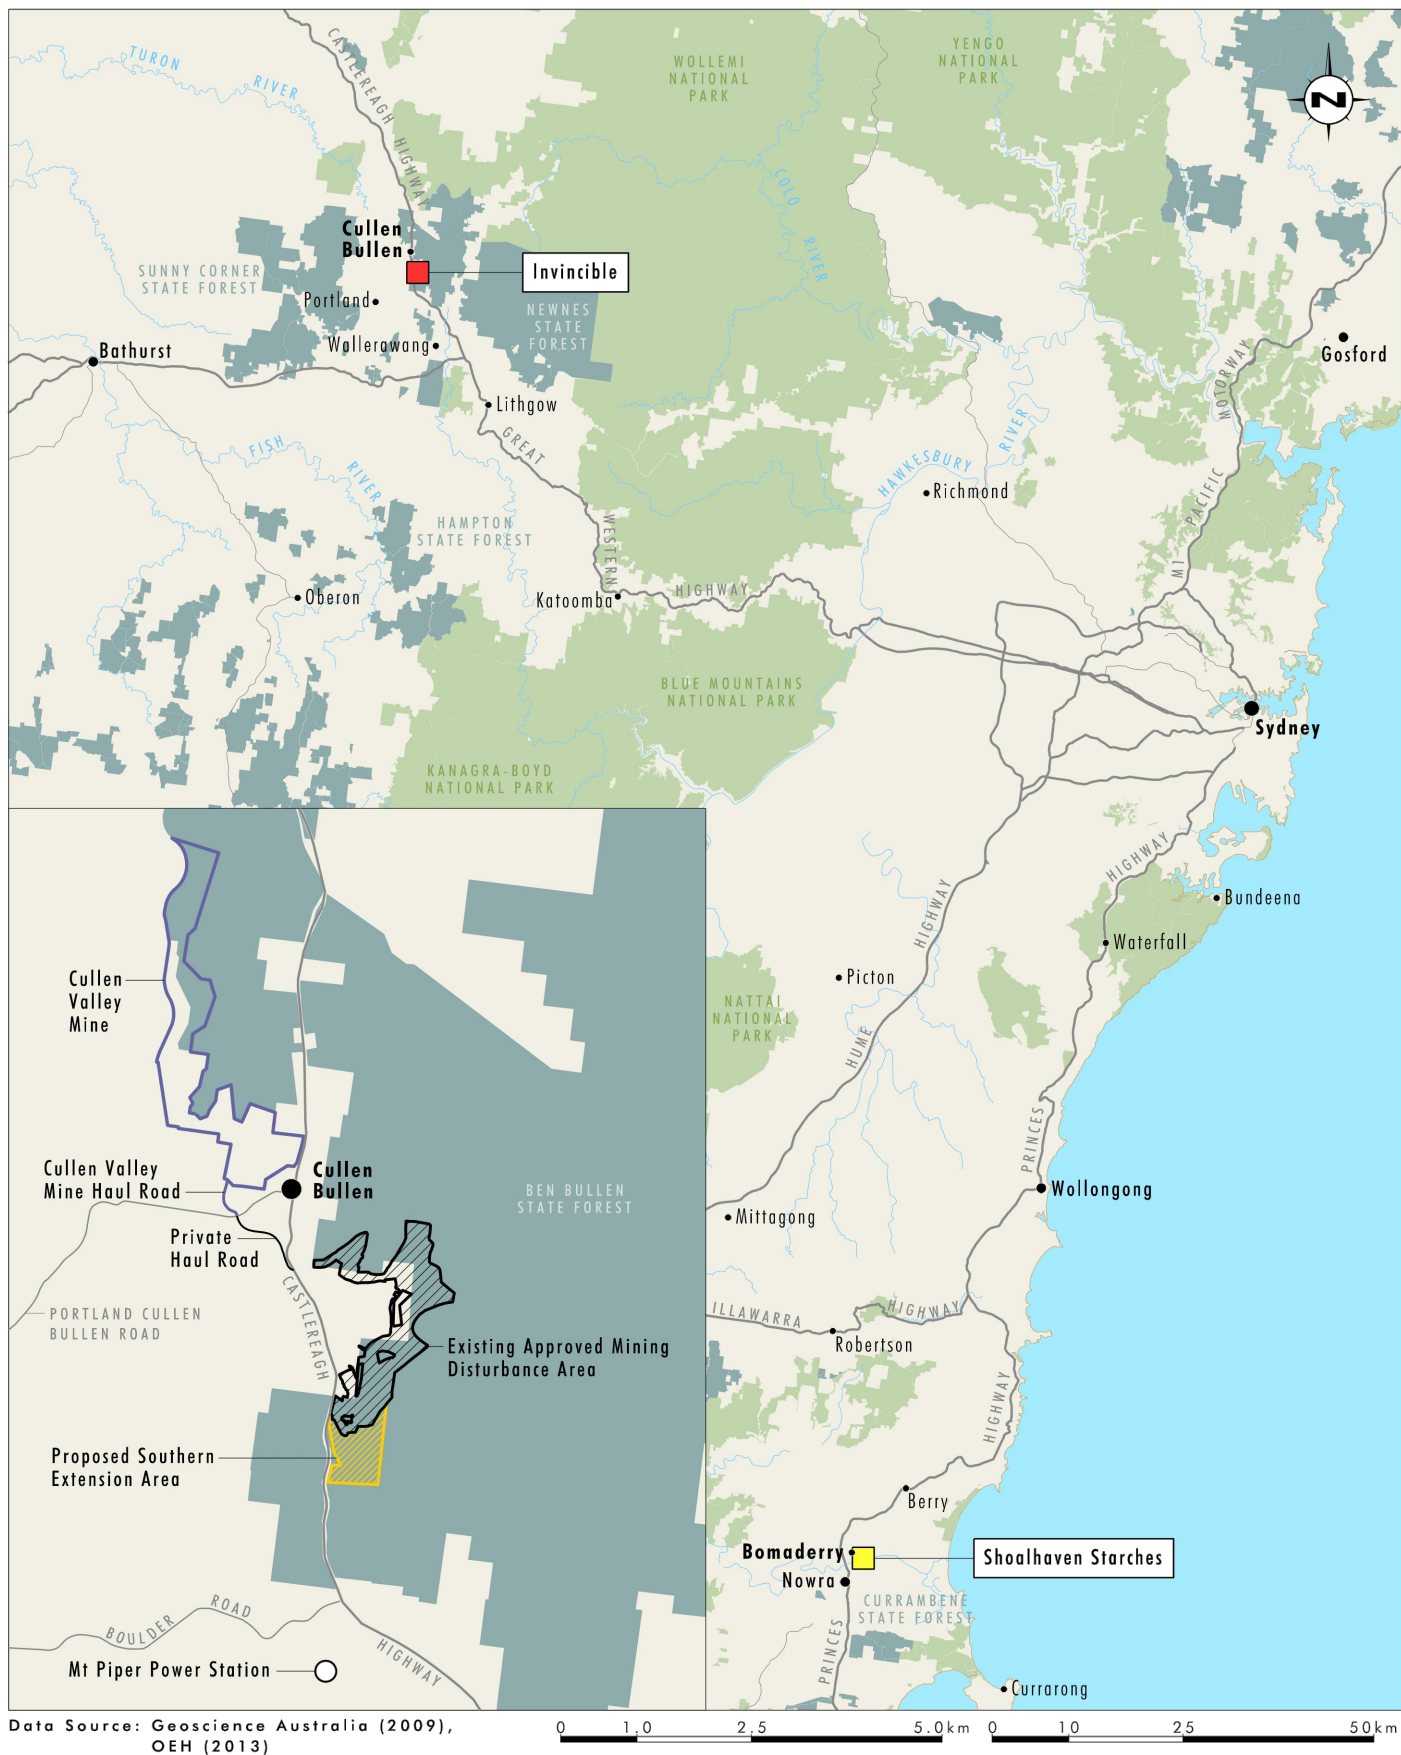 TURON
RIVER
CASTLEREAGH HIGHWAY
WOLLEMI
NATIONAL
PARK
YENGO
NATIONAL
PARK
N
COLO
RIVER
Cullen
Bullen
Invincible
SUNNY CORNER
STATE FOREST
Portland
NEWNES
STATE
FOREST
Wallerawang
Bathurst
Gosford
MOTORWAY
Lithgow
GREAT
FISH
RIVER
HAWKESBURY
RIVER
Richmond
PACIFIC
M1
HAMPTON
STATE FOREST
WESTERN
Oberon
Katoomba
HIGHWAY
BLUE MOUNTAINS
NATIONAL PARK
Sydney
KANAGRA-BOYD
NATIONAL PARK
HIGHWAY
Bundeena
HIGHWAY
Waterfall
Picton
NATTAI
NATIONAL
PARK
HUME
PRINCES
Wollongong
Mittagong
ILLAWARRA
HIGHWAY
Robertson
HIGHWAY
Berry
Bomaderry
Shoalhaven Starches
Nowra
CURRAMBENE
STATE FOREST
PRINCES
Currarong
Cullen
Valley
Mine
Cullen Valley
Mine Haul Road
Cullen
Bullen
BEN BULLEN
STATE FOREST
Private
Haul Road
CASTLEREAGH
PORTLAND CULLEN
BULLEN ROAD
Existing Approved Mining
Disturbance Area
Proposed Southern
Extension Area
BOULDER
ROAD
HIGHWAY
Mt Piper Power Station
Data Source: Geoscience Australia (2009),
OEH (2013)
0 1.0 2.5 5.0km
0 10 25 50km